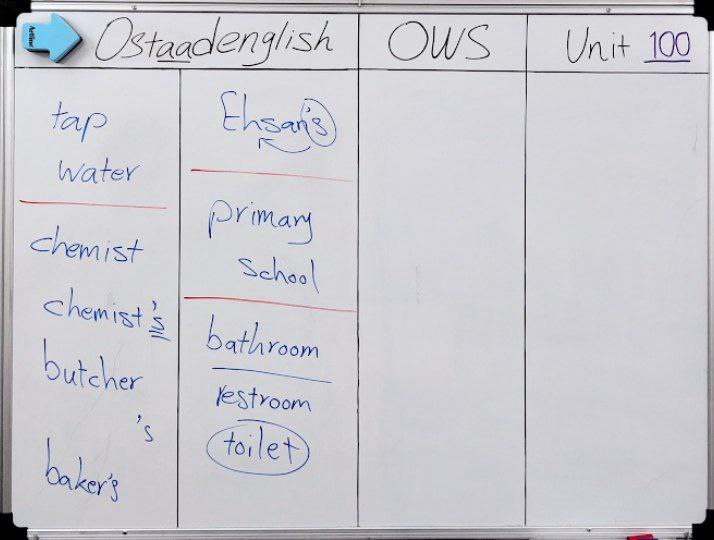 Ostaadenglish
OWS
Unit 100
tap
water
chemist
chemist's
butcher
's
baker's
Ehsan's
primary
school
bathroom
restroom
toilet